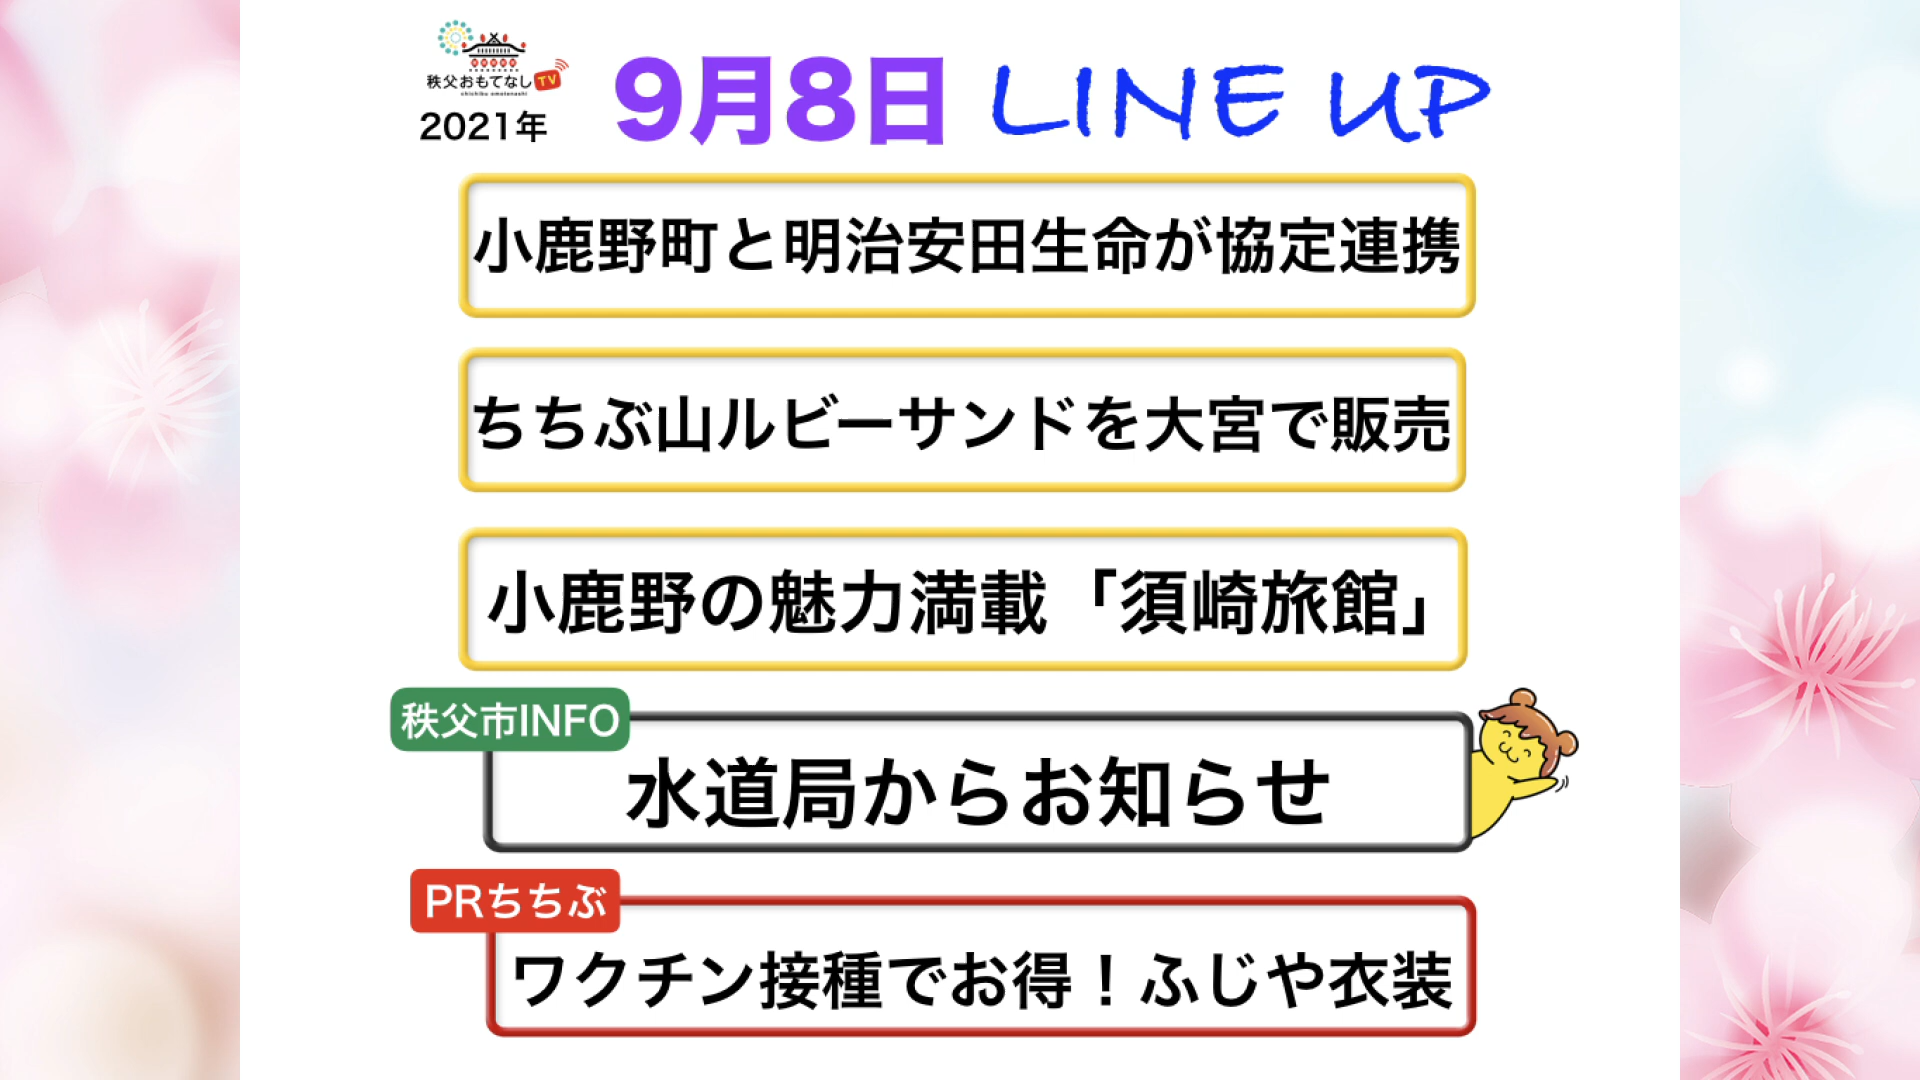 秩父おもてなしTV
chichibu omotenashi
2021年
9月8日 LINE UP
小鹿野町と明治安田生命が協定連携
ちちぶ山ルビーサンドを大宮で販売
小鹿野の魅力満載「須崎旅館」
秩父市INFO
水道局からお知らせ
PRちちぶ
ワクチン接種でお得！ふじや衣装